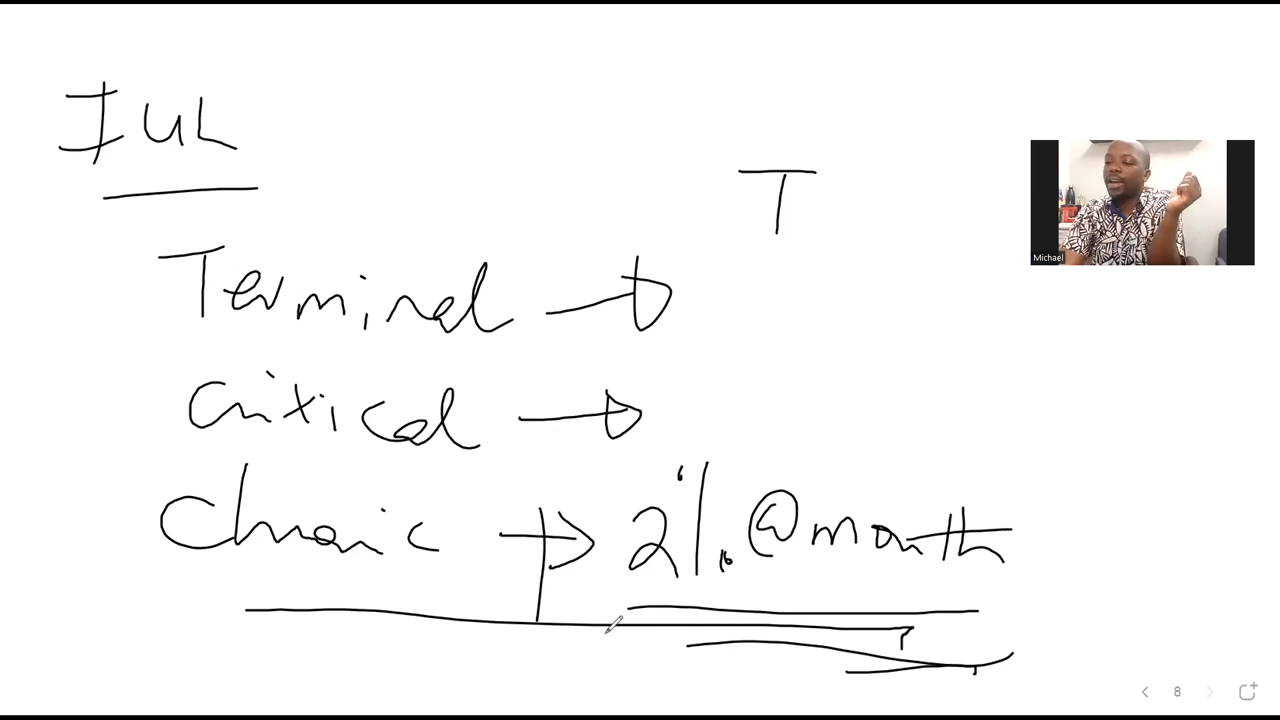 IUL
T
Terminal →
Critical →
Chronic → 2% @month
Michael
8